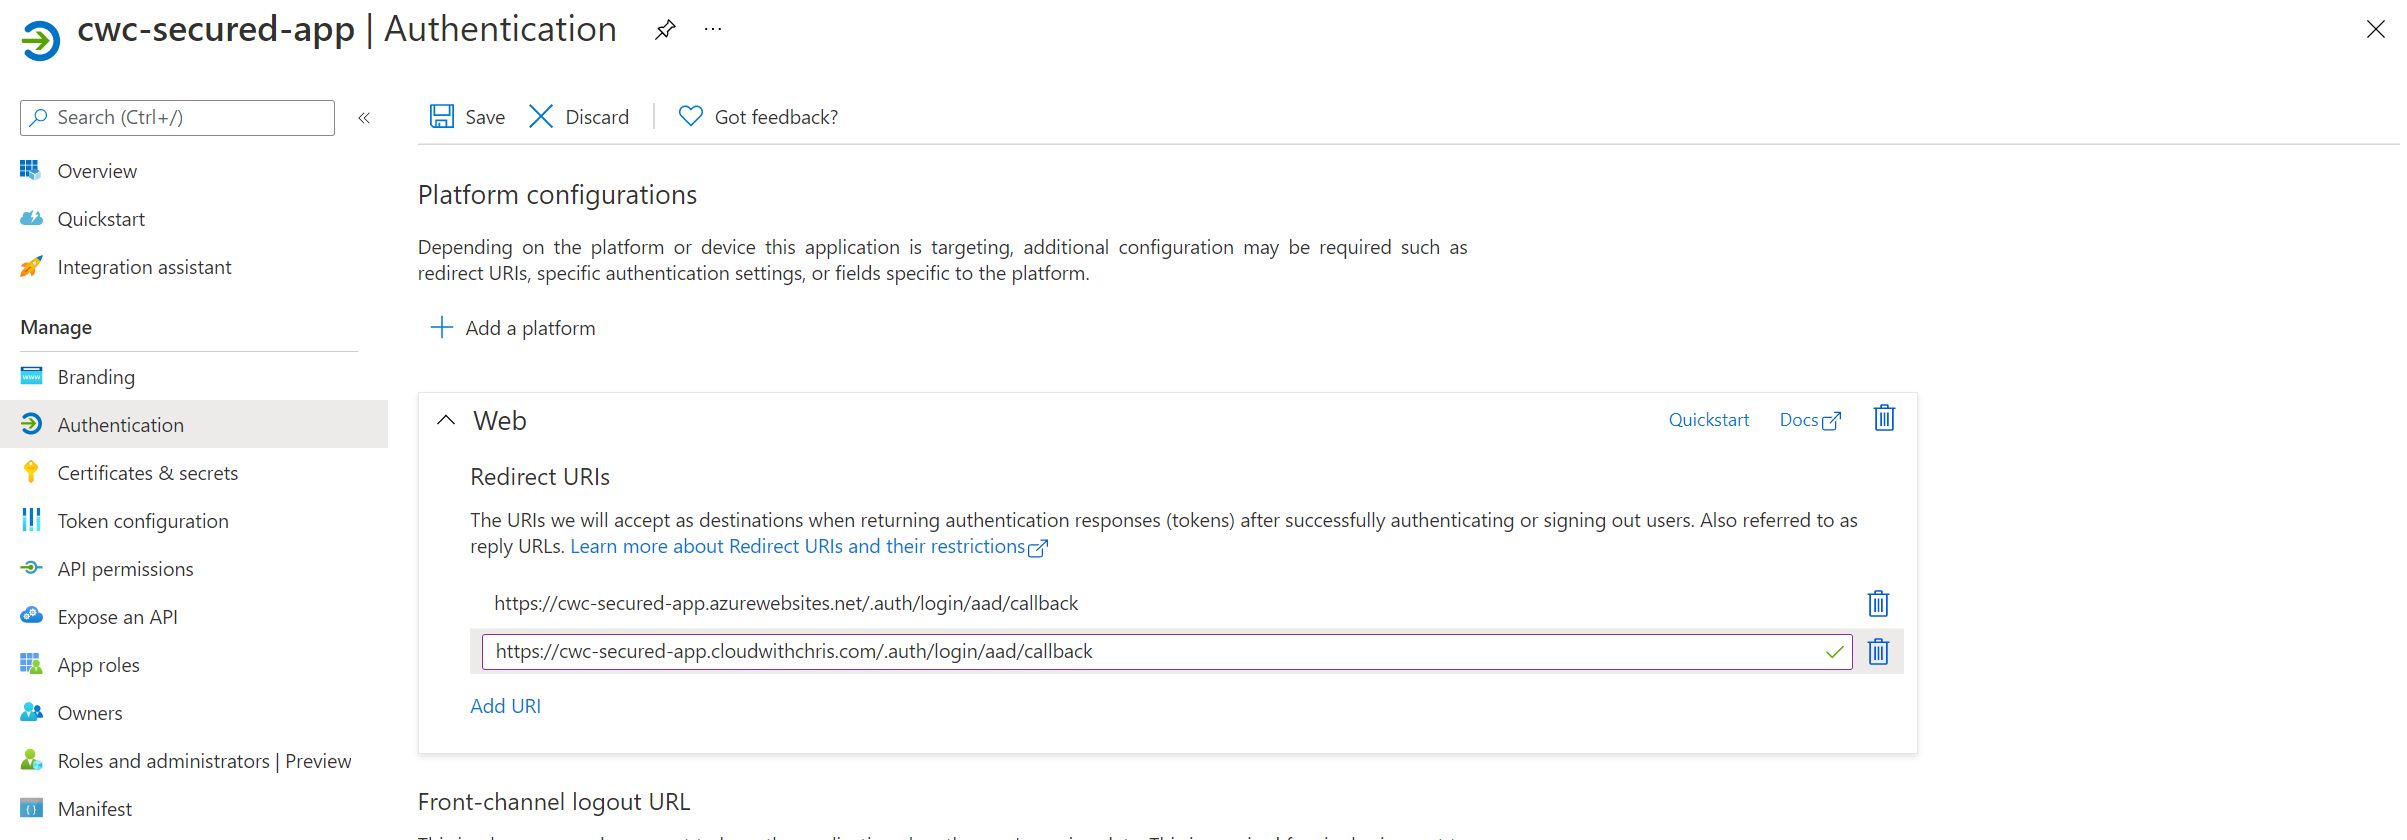 cwc-secured-app | Authentication
Search (Ctrl+/)
Overview
Quickstart
Integration assistant
Manage
Branding
Authentication
Certificates & secrets
Token configuration
API permissions
Expose an API
App roles
Owners
Roles and administrators | Preview
Manifest
Save Discard Got feedback?
Platform configurations
Depending on the platform or device this application is targeting, additional configuration may be required such as
redirect URIs, specific authentication settings, or fields specific to the platform.
Add a platform
Web Quickstart Docs
Redirect URIs
The URIs we will accept as destinations when returning authentication responses (tokens) after successfully authenticating or signing out users. Also referred to as
reply URLs. Learn more about Redirect URIs and their restrictions
https://cwc-secured-app.azurewebsites.net/.auth/login/aad/callback
https://cwc-secured-app.cloudwithchris.com/.auth/login/aad/callback
Add URI
Front-channel logout URL